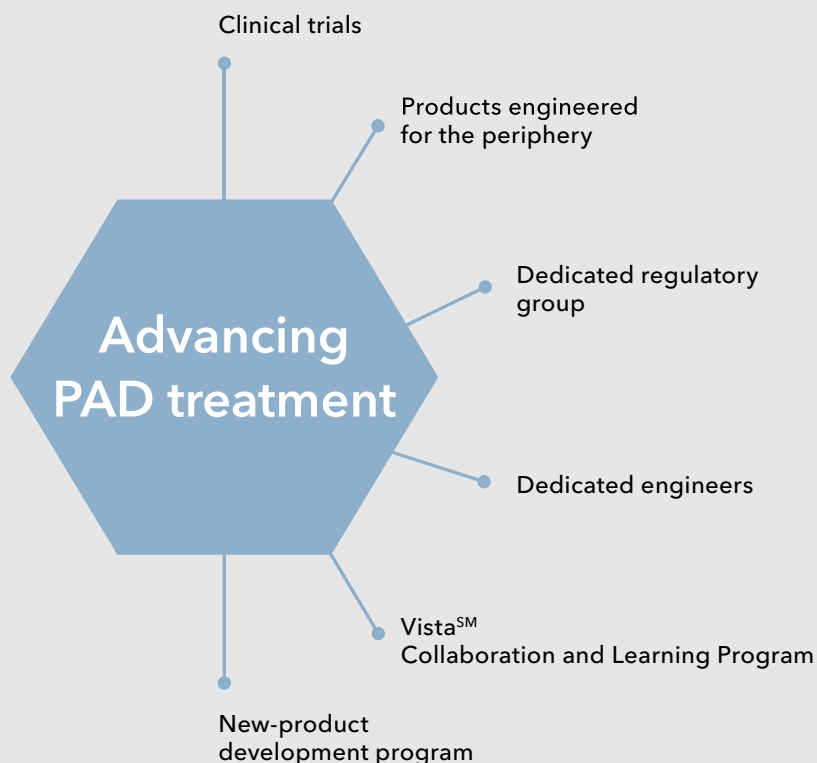 Clinical trials
Products engineered
for the periphery
Dedicated regulatory
group
Advancing
PAD treatment
Dedicated engineers
Vista℠
Collaboration and Learning Program
New-product
development program